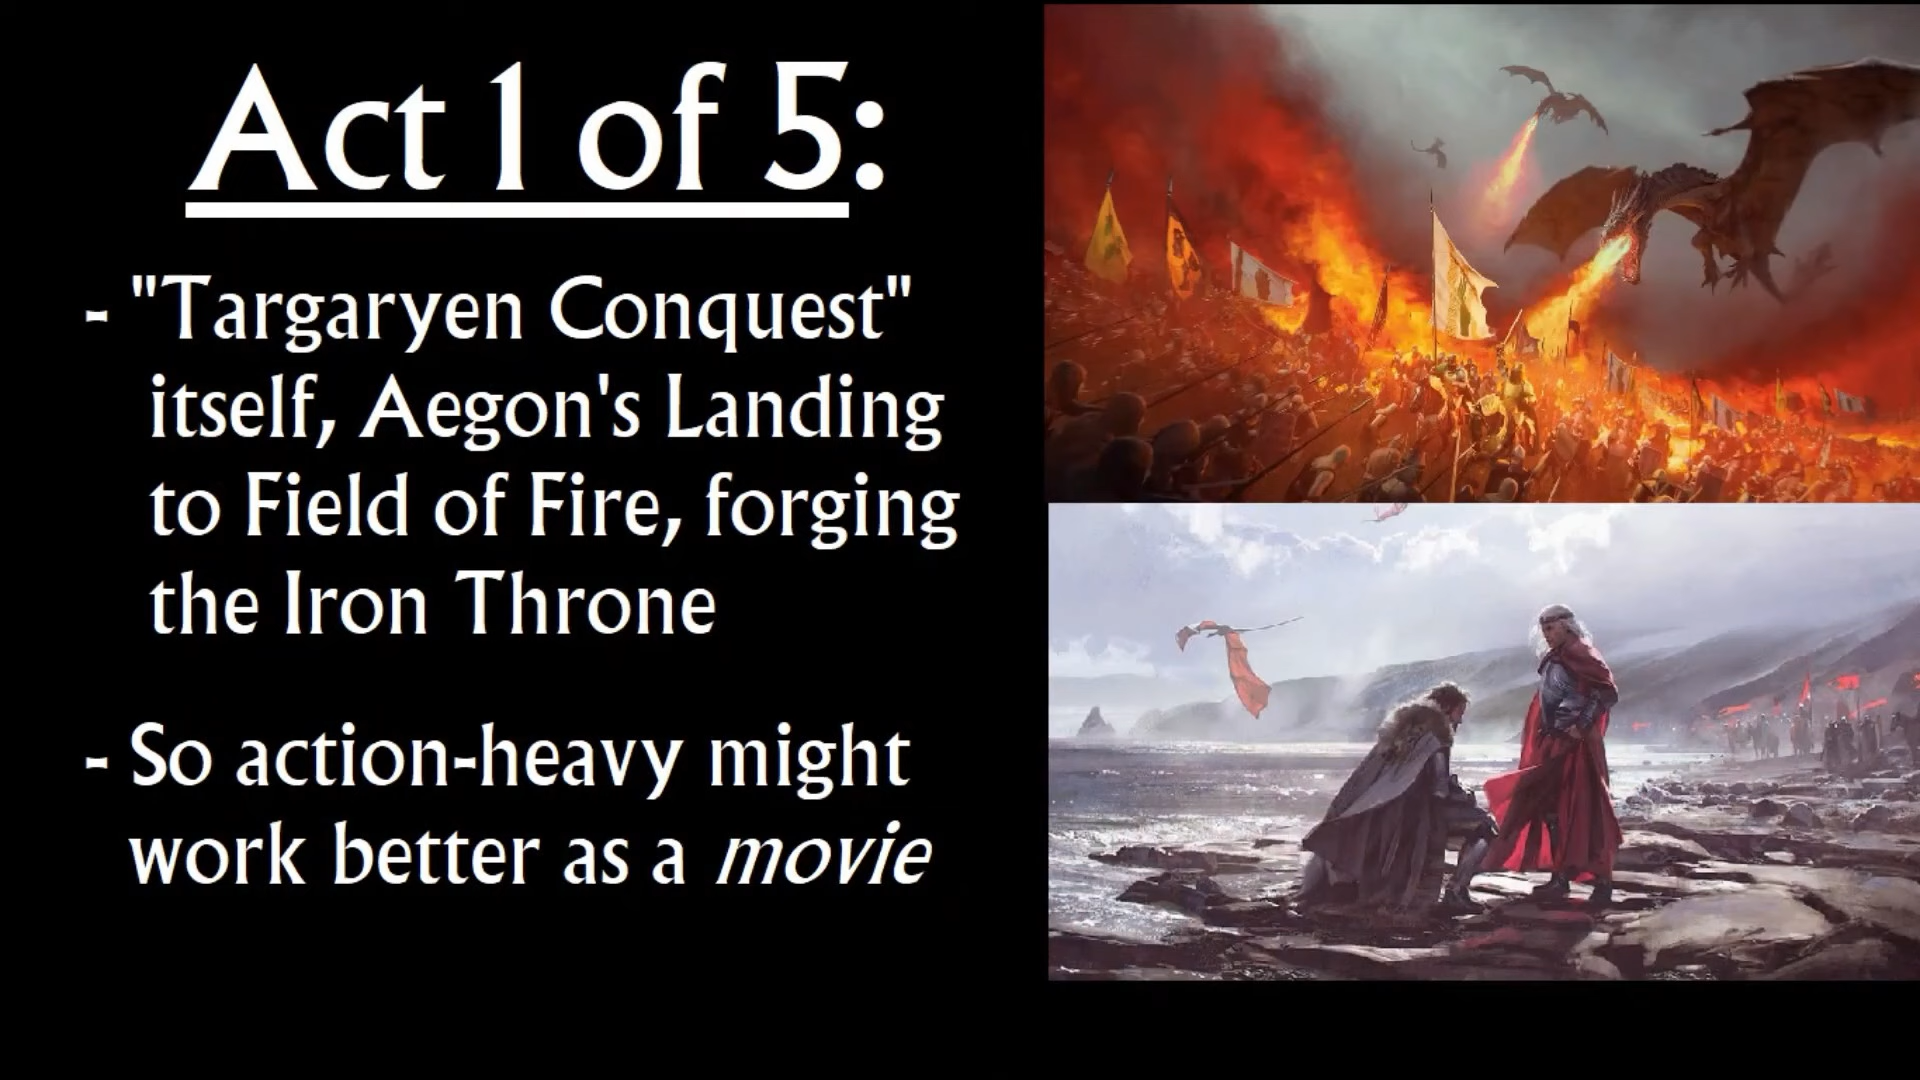 Act 1 of 5:
- "Targaryen Conquest"
itself, Aegon's Landing
to Field of Fire, forging
the Iron Throne
- So action-heavy might
work better as a movie